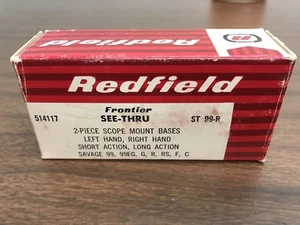 Redfield
R
Redfield
Frontier
514117 SEE-THRU ST 99-R
2-PIECE SCOPE MOUNT BASES
LEFT HAND, RIGHT HAND
SHORT ACTION, LONG ACTION
SAVAGE 99, 99EG, G, R, RS, F, C